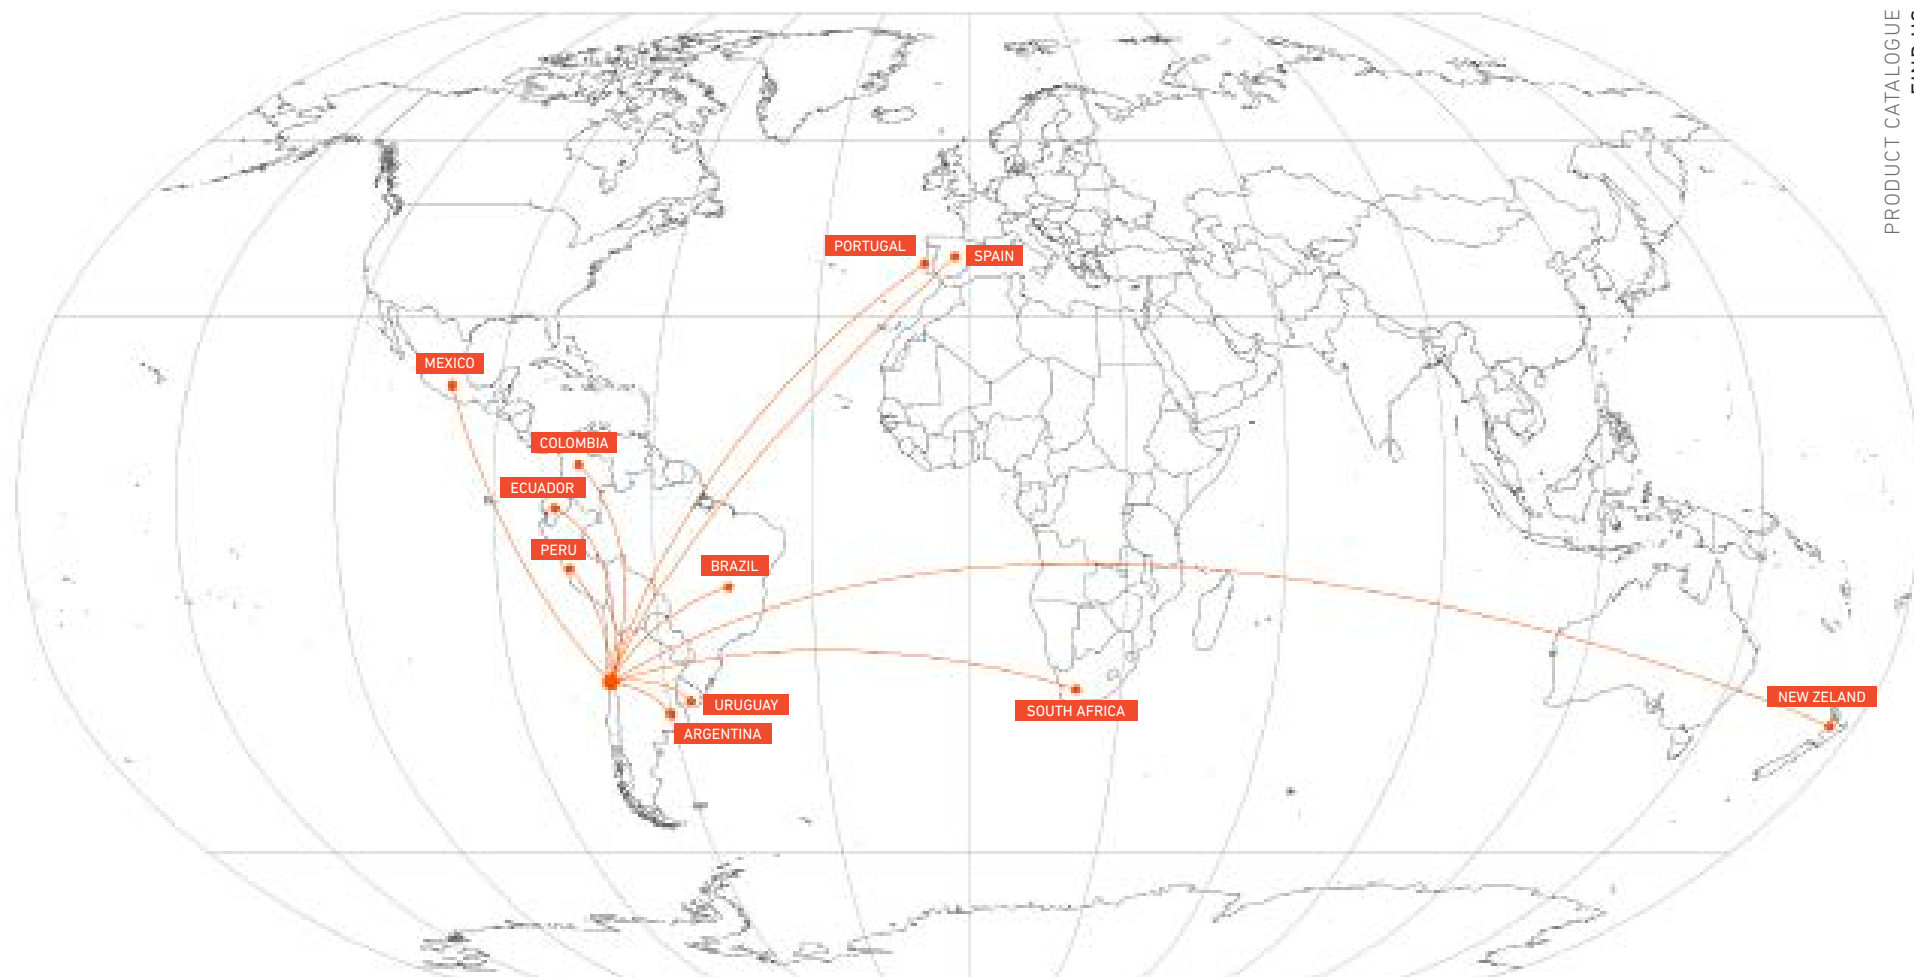 PRODUCT CATALOGUE
PORTUGAL
SPAIN
MEXICO
COLOMBIA
ECUADOR
PERU
BRAZIL
URUGUAY
ARGENTINA
SOUTH AFRICA
NEW ZELAND